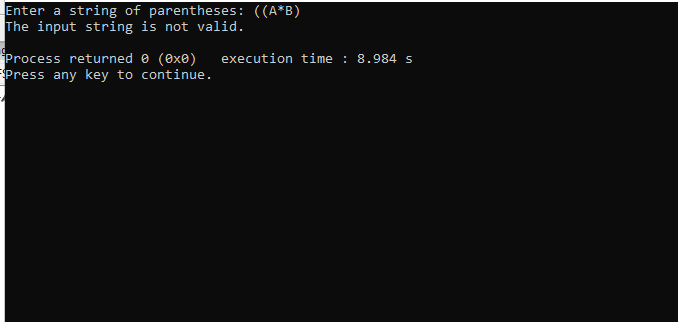 Enter a string of parentheses: ((A*B)
The input string is not valid.
Process returned 0 (0x0)   execution time : 8.984 s
Press any key to continue.